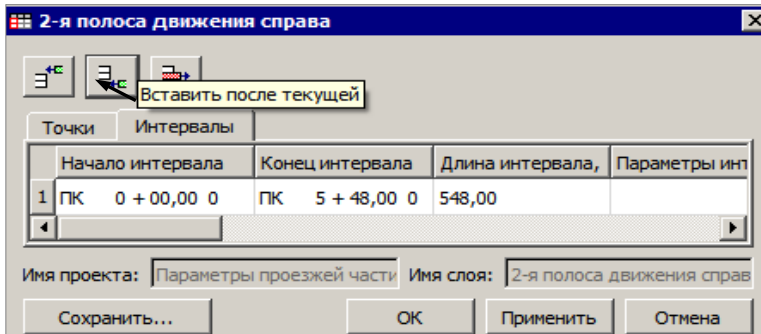 2-я полоса движения справа
Вставить после текущей
Точки Интервалы
Начало интервала Конец интервала Длина интервала, Параметры инт
1 ПК 0 + 00,00 0 ПК 5 + 48,00 0 548,00
Имя проекта: Параметры проезжей части Имя слоя: 2-я полоса движения справ
Сохранить... ОК Применить Отмена